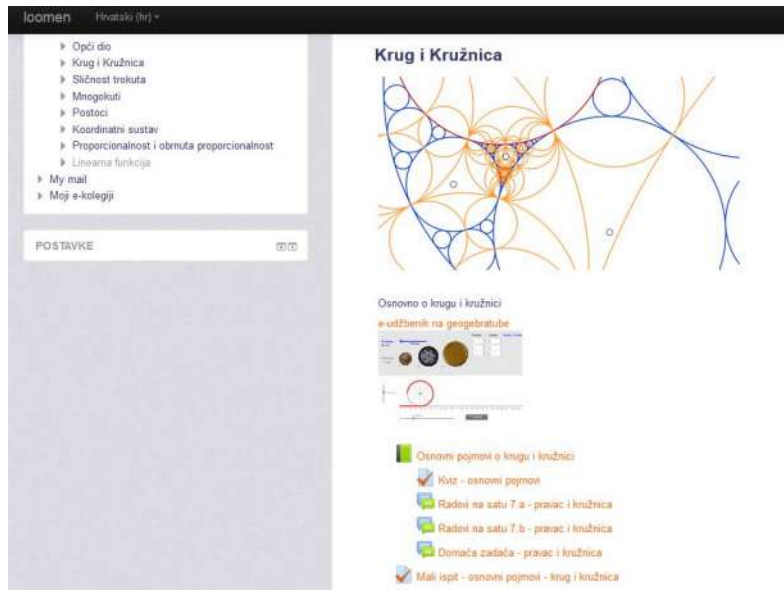 loomen Hrvatski (hr)
Opći dio
Krug i Kružnica
Sličnost trokuta
Mnogokuti
Postoci
Koordinatni sustav
Proporcionalnost i obrnuta proporcionalnost
Linearna funkcija
My mail
Moji e-kolegiji
POSTAVKE
Krug i Kružnica
Osnovno o krugu i kružnici
e-udžbenik na geogebratube
Osnovni pojmovi o krugu i kružnici
Kviz - osnovni pojmovi
Radovi na satu 7.a - pravac i kružnica
Radovi na satu 7.b - pravac i kružnica
Domaća zadaća - pravac i kružnica
Mali ispit - osnovni pojmovi - krug i kružnica